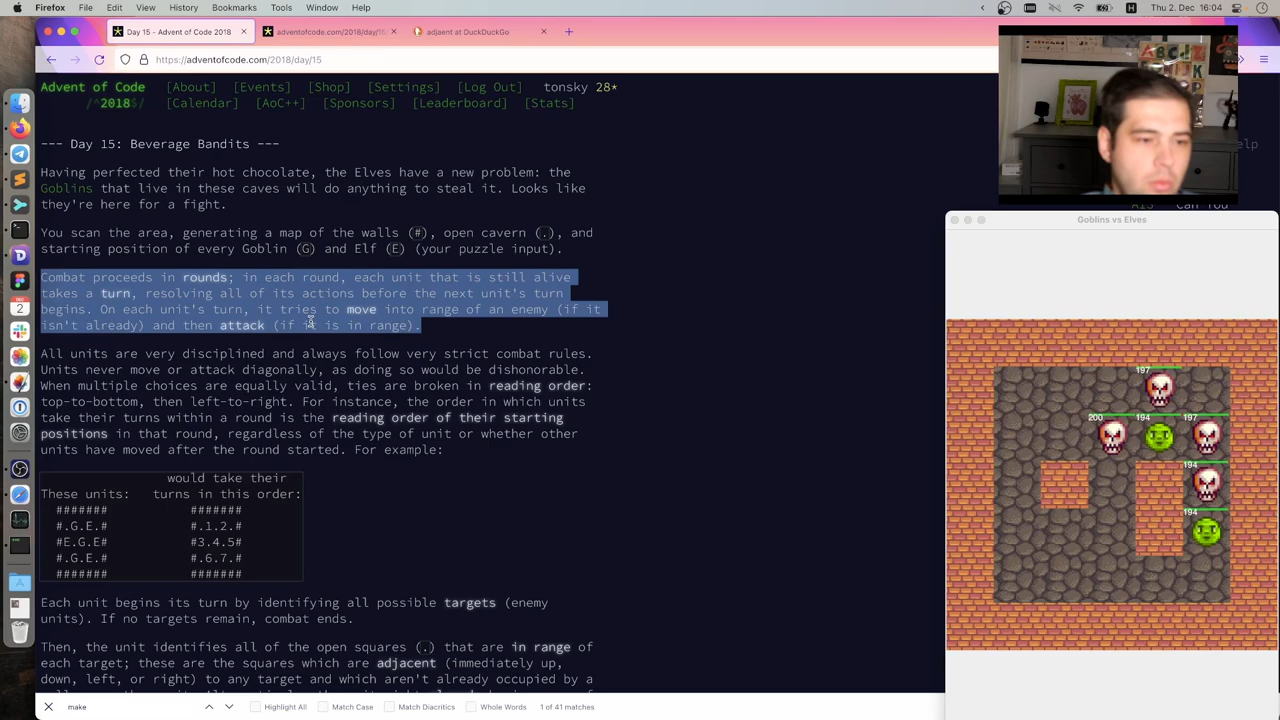 Firefox File Edit View History Bookmarks Tools Window Help
Thu 2. Dec 16:04
Day 15 - Advent of Code 2018
adventofcode.com/2018/day/15
adjaent at DuckDuckGo
https://adventofcode.com/2018/day/15
Advent of Code [About] [Events] [Shop] [Settings] [Log Out] tonsky 28*
/^2018$/ [Calendar] [AoC++] [Sponsors] [Leaderboard] [Stats]
--- Day 15: Beverage Bandits ---
Having perfected their hot chocolate, the Elves have a new problem: the
Goblins that live in these caves will do anything to steal it. Looks like
they're here for a fight.
You scan the area, generating a map of the walls (#), open cavern (.), and
starting position of every Goblin (G) and Elf (E) (your puzzle input).
Combat proceeds in rounds; in each round, each unit that is still alive
takes a turn, resolving all of its actions before the next unit's turn
begins. On each unit's turn, it tries to move into range of an enemy (if it
isn't already) and then attack (if it is in range).
All units are very disciplined and always follow very strict combat rules.
Units never move or attack diagonally, as doing so would be dishonorable.
When multiple choices are equally valid, ties are broken in reading order:
top-to-bottom, then left-to-right. For instance, the order in which units
take their turns within a round is the reading order of their starting
positions in that round, regardless of the type of unit or whether other
units have moved after the round started. For example:
would take their
These units: turns in this order:
####### #######
#.G.E.# #.1.2.#
#E.G.E# #3.4.5#
#.G.E.# #.6.7.#
####### #######
Each unit begins its turn by identifying all possible targets (enemy
units). If no targets remain, combat ends.
Then, the unit identifies all of the open squares (.) that are in range of
each target; these are the squares which are adjacent (immediately up,
down, left, or right) to any target and which aren't already occupied by a
make
Highlight All
Match Case
Match Diacritics
Whole Words
1 of 41 matches
elp
Can You
Goblins vs Elves
197
200 194 197
194
194
DEC
2